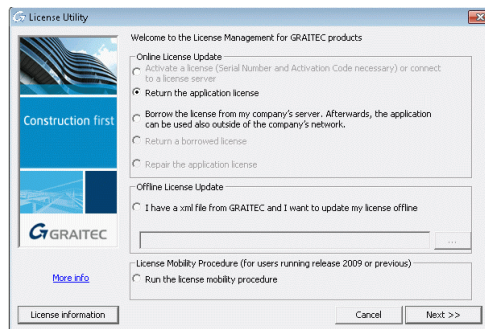 License Utility
Welcome to the License Management for GRAITEC products
Online License Update
Activate a license (Serial Number and Activation Code necessary) or connect
to a license server
Return the application license
Borrow the license from my company's server. Afterwards, the application
can be used also outside of the company's network.
Return a borrowed license
Repair the application license
Construction first
Offline License Update
I have a xml file from GRAITEC and I want to update my license offline
...
GRAITEC
License Mobility Procedure (for users running release 2009 or previous)
Run the license mobility procedure
More info
License information
Cancel
Next >>